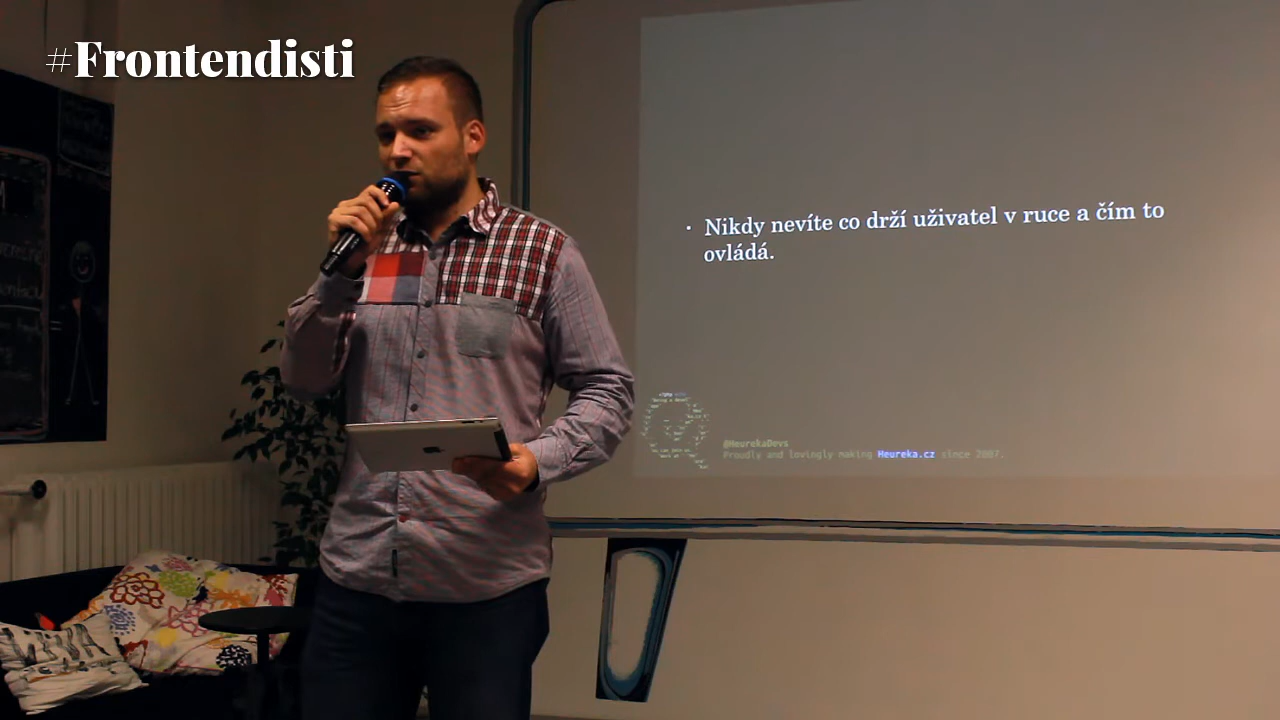 #Frontendisti
· Nikdy nevíte co drží uživatel v ruce a čím to
ovládá.
@HeurekaDevs
Proudly and lovingly making Heureka.cz since 2007.